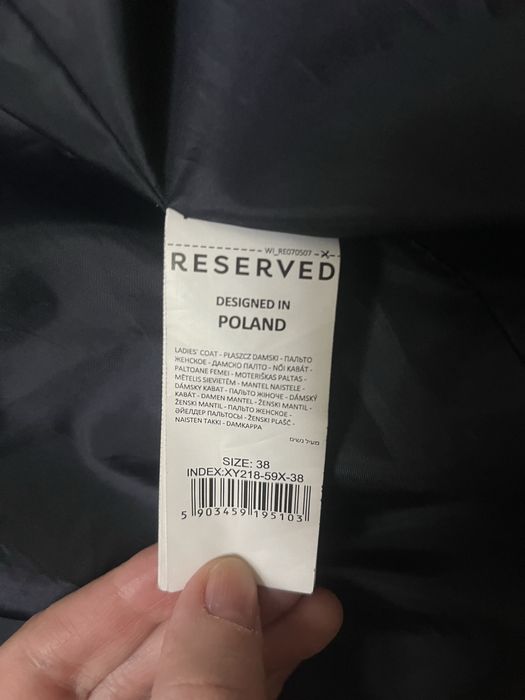 WI_RE070507
RESERVED
DESIGNED IN
POLAND
LADIES' COAT - PŁASZCZ DAMSKI - ПАЛЬТО
ЖЕНСКОЕ - ДАМСКО ПАЛТО - NŐI KABÁT -
PALTOANE FEMEI - MOTERIŠKAS PALTAS -
MĒTELIS SIEVIETĒM - MANTEL NAISTELE -
DÁMSKY KABAT - ПАЛЬТО ЖІНОЧЕ - DÁMSKÝ
KABÁT - DAMEN MANTEL - ŽENSKI MANTIL -
ŽENSKI MANTIL - ПАЛЬТО ЖЕНСКОЕ -
ӘЙЕЛДЕР ПАЛЬТОСЫ - ŽENSKI PLAŠČ -
NAISTEN TAKKI - DAMKAPPA
מעיל נשים
SIZE: 38
INDEX:XY218-59X-38
5 903459 195103